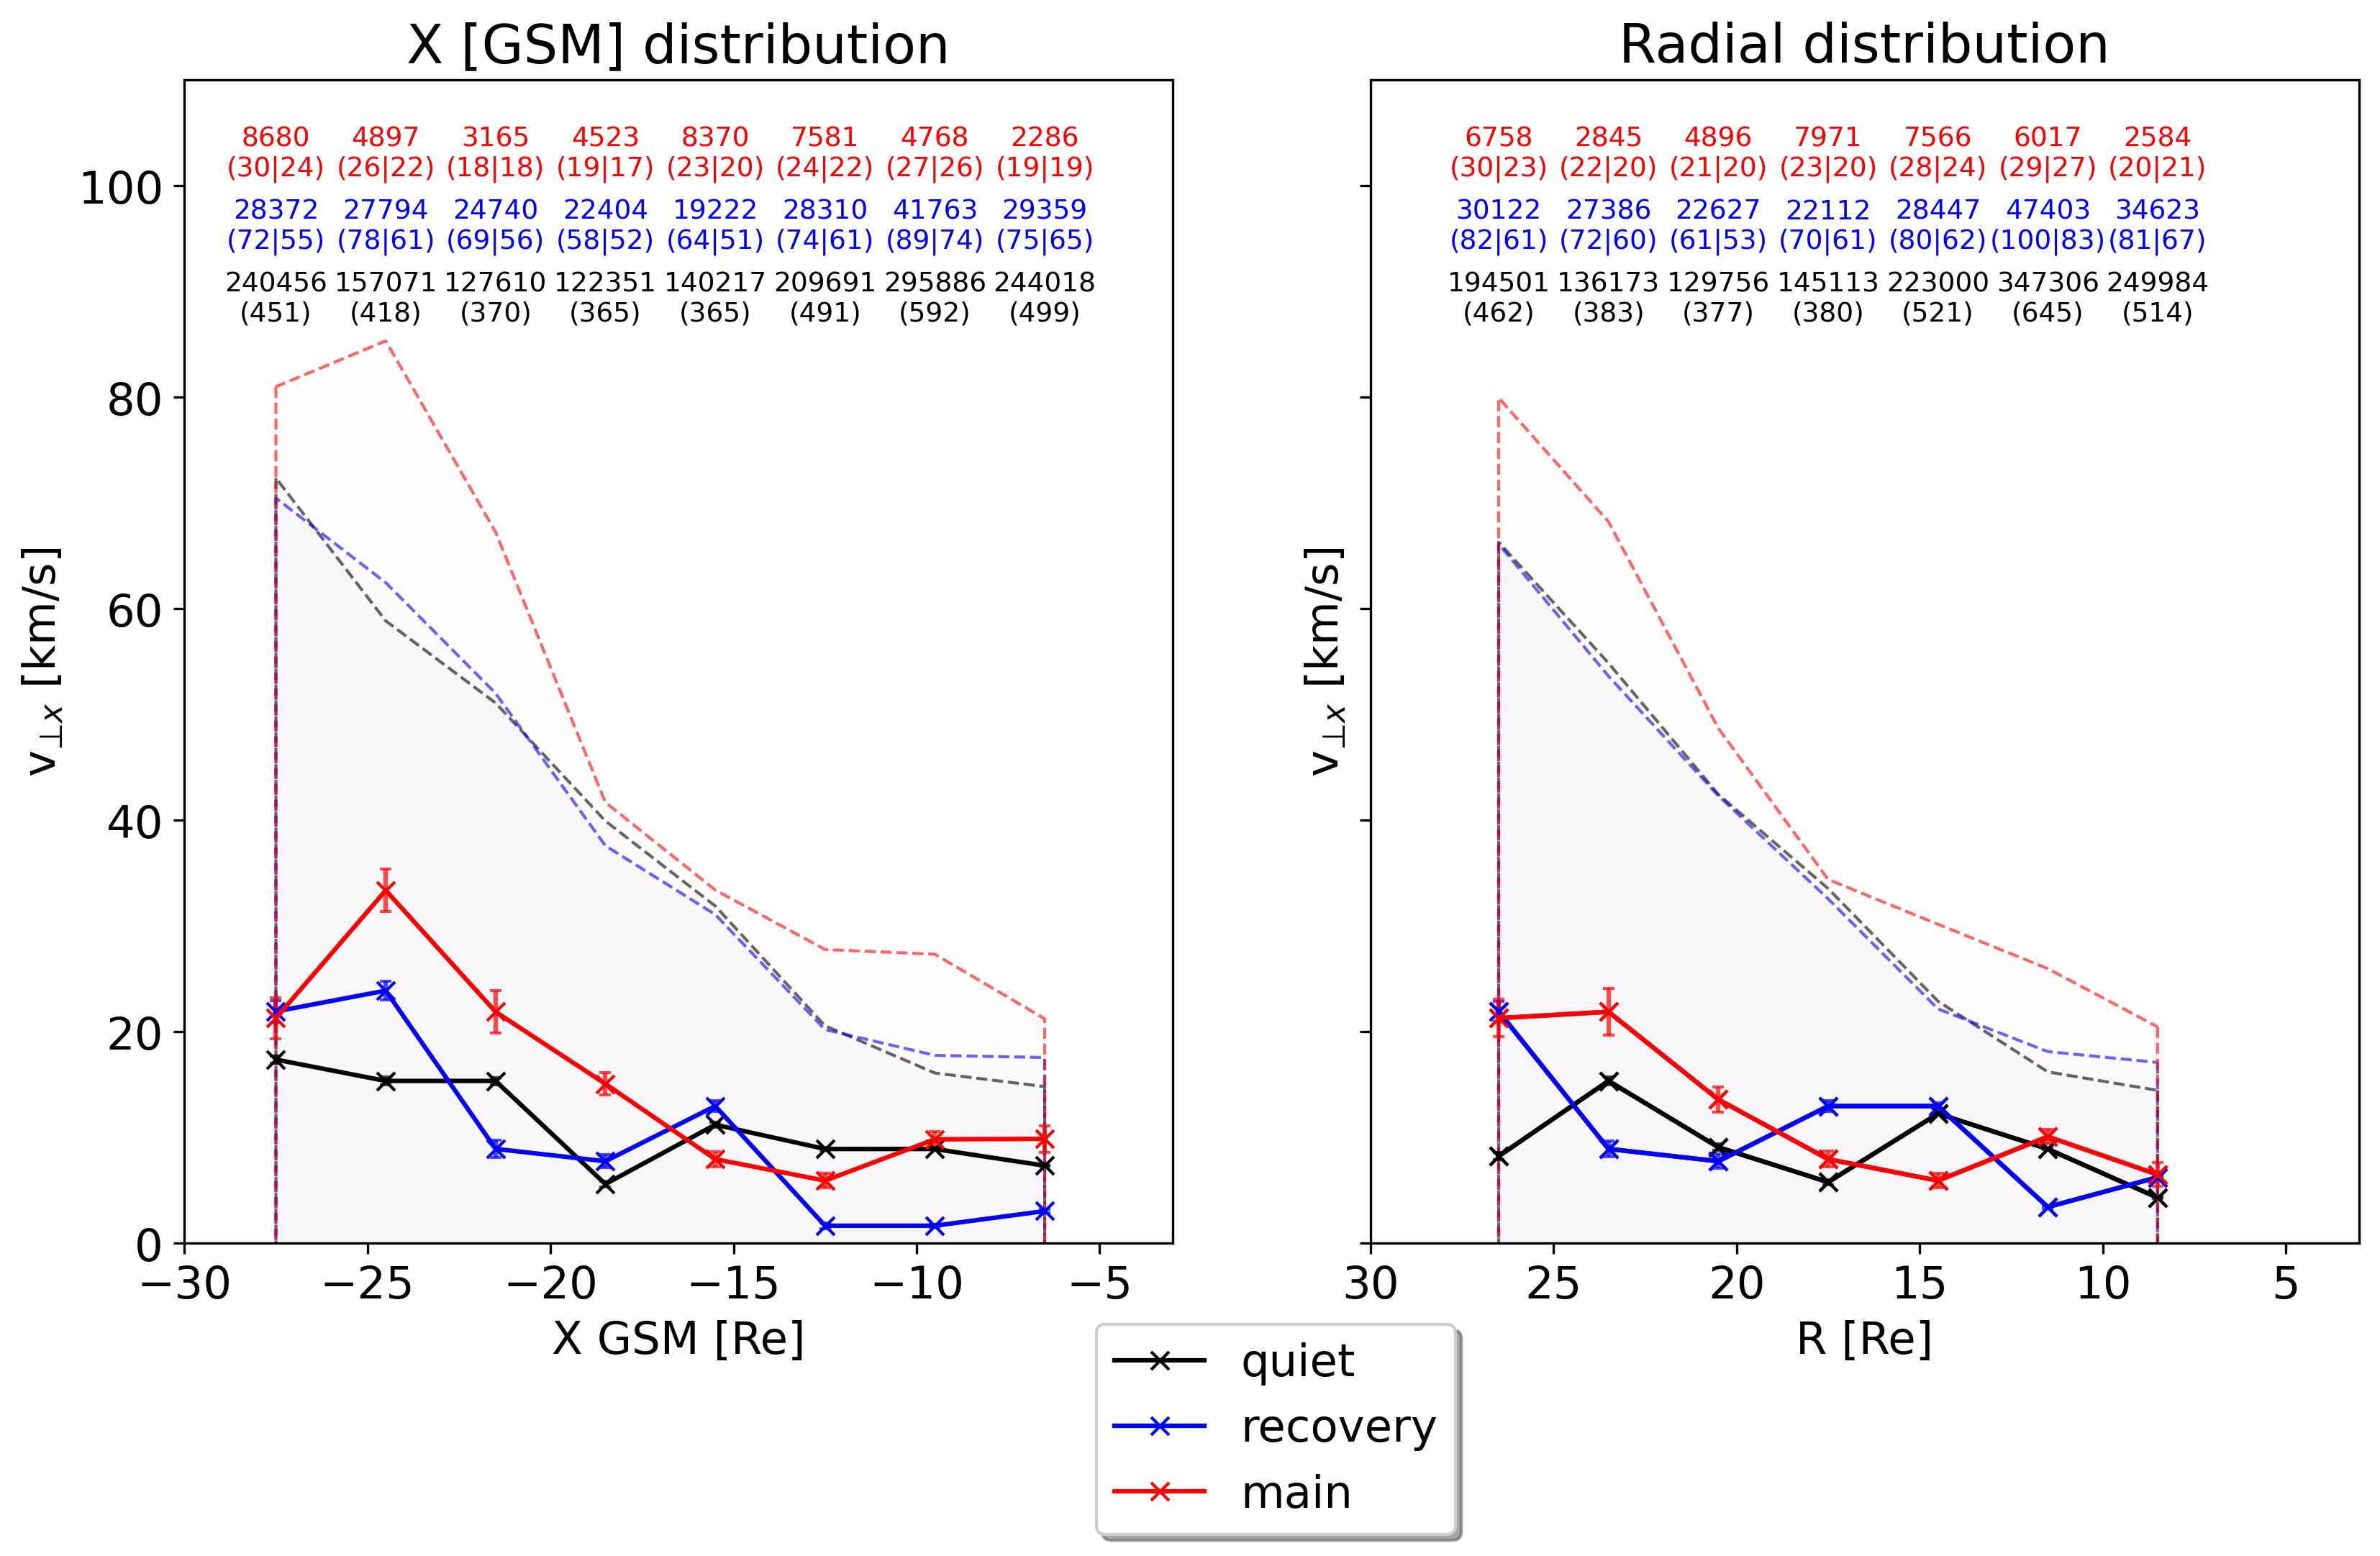 X [GSM] distribution
8680 4897 3165 4523 8370 7581 4768 2286
(30|24) (26|22) (18|18) (19|17) (23|20) (24|22) (27|26) (19|19)
28372 27794 24740 22404 19222 28310 41763 29359
(72|55) (78|61) (69|56) (58|52) (64|51) (74|61) (89|74) (75|65)
240456 157071 127610 122351 140217 209691 295886 244018
(451) (418) (370) (365) (365) (491) (592) (499)
100
80
60
40
20
0
v⊥x [km/s]
−30 −25 −20 −15 −10 −5
X GSM [Re]
Radial distribution
6758 2845 4896 7971 7566 6017 2584
(30|23) (22|20) (21|20) (23|20) (28|24) (29|27) (20|21)
30122 27386 22627 22112 28447 47403 34623
(82|61) (72|60) (61|53) (70|61) (80|62) (100|83) (81|67)
194501 136173 129756 145113 223000 347306 249984
(462) (383) (377) (380) (521) (645) (514)
v⊥x [km/s]
30 25 20 15 10 5
R [Re]
quiet
recovery
main